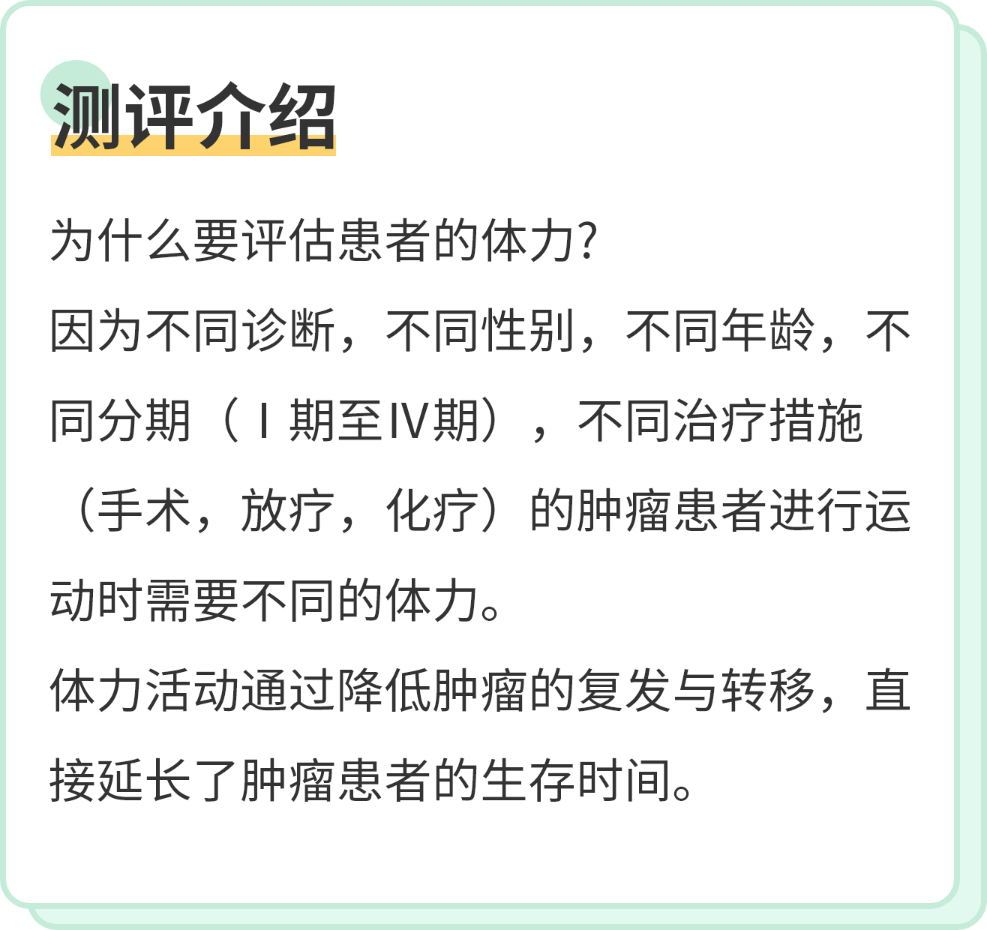 测评介绍
为什么要评估患者的体力?
因为不同诊断，不同性别，不同年龄，不
同分期（Ⅰ期至Ⅳ期），不同治疗措施
（手术，放疗，化疗）的肿瘤患者进行运
动时需要不同的体力。
体力活动通过降低肿瘤的复发与转移，直
接延长了肿瘤患者的生存时间。